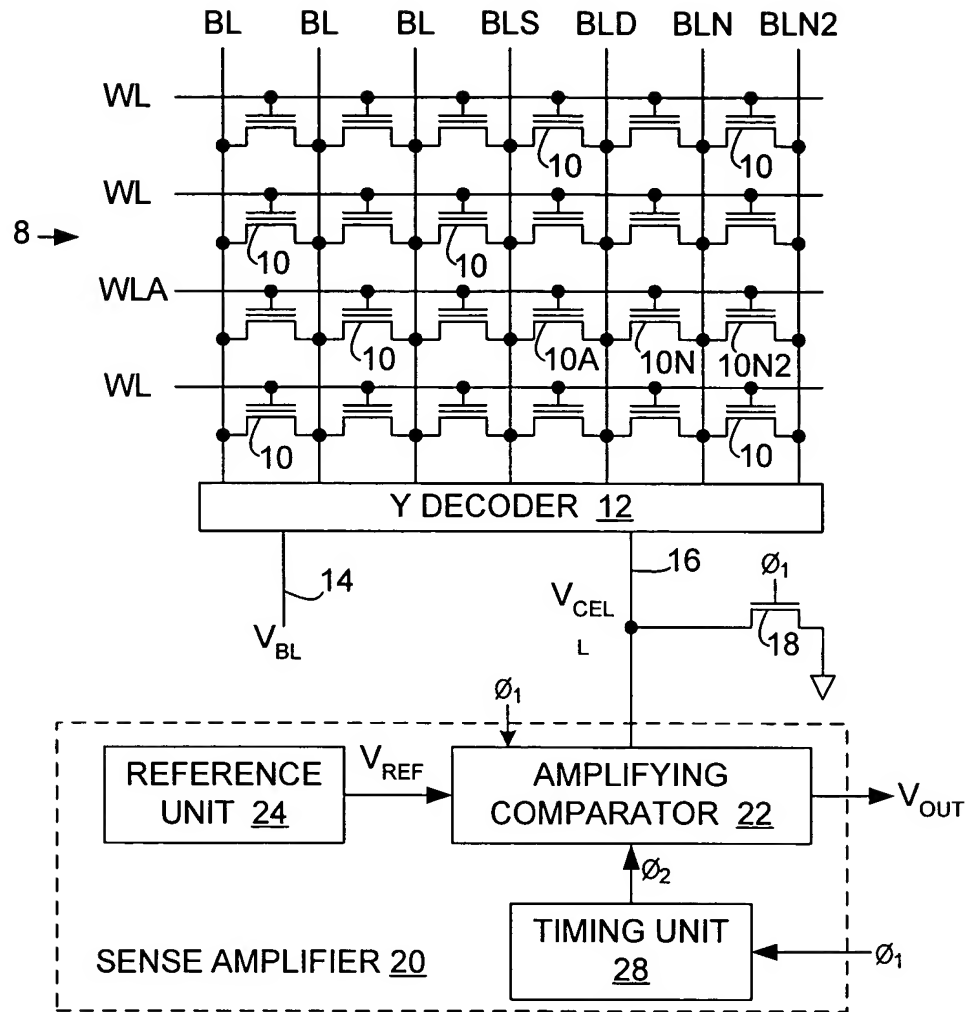 BL BL BL BLS BLD BLN BLN2
WL
10 10
WL
8
10 10
WLA
10 10A 10N 10N2
WL
10 10
Y DECODER 12
14 16
V_BL
V_CEL
L
Ø1
18
Ø1
REFERENCE
UNIT 24
V_REF
AMPLIFYING
COMPARATOR 22
V_OUT
Ø2
TIMING UNIT
28
Ø1
SENSE AMPLIFIER 20